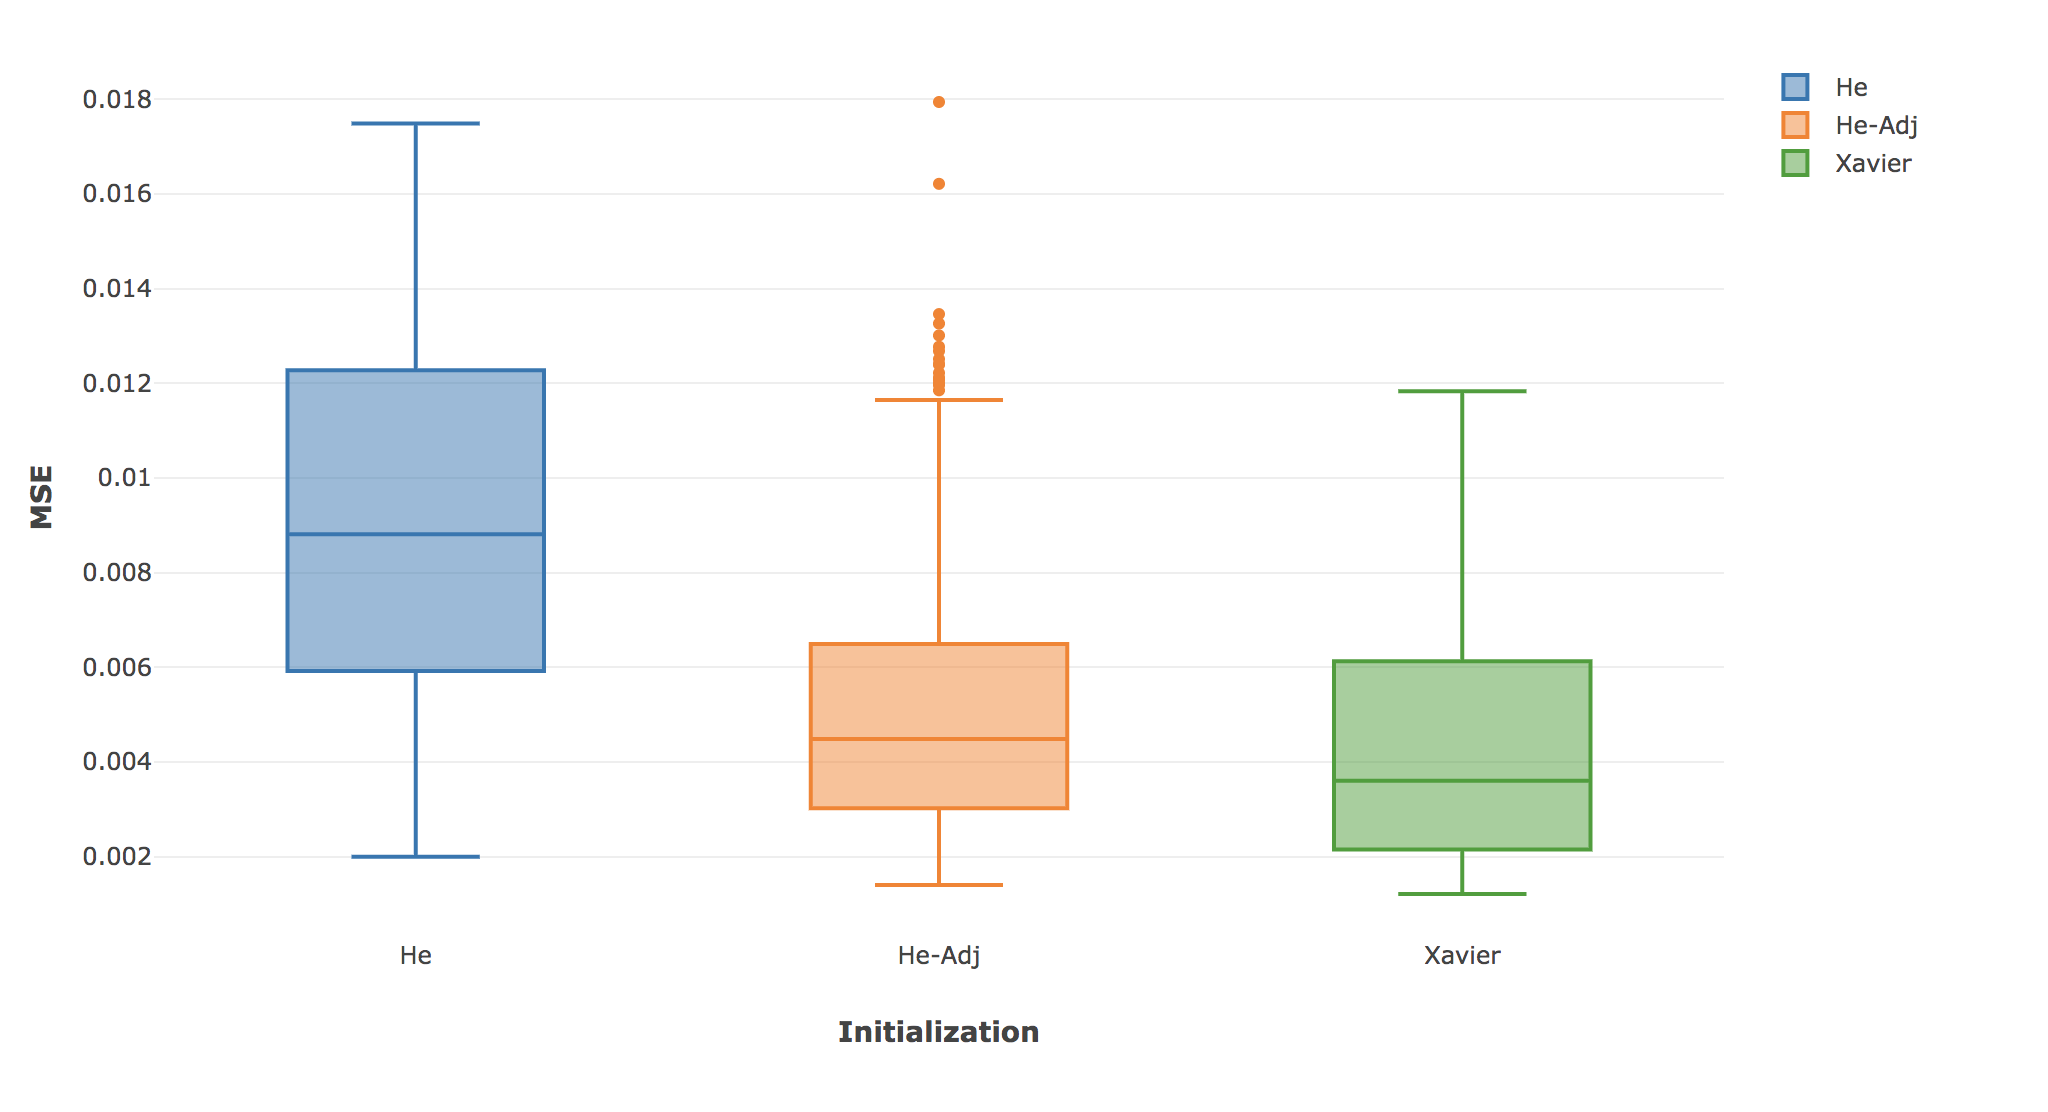 He
He-Adj
Xavier
0.018
0.016
0.014
0.012
0.01
0.008
0.006
0.004
0.002
MSE
He
He-Adj
Xavier
Initialization